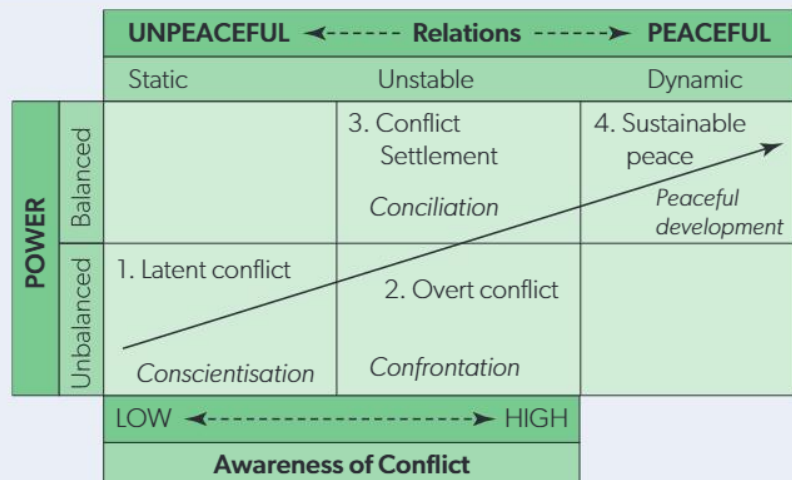 UNPEACEFUL Relations PEACEFUL
Static Unstable Dynamic
POWER
Balanced
3. Conflict
Settlement
Conciliation
4. Sustainable
peace
Peaceful
development
Unbalanced
1. Latent conflict
Conscientisation
2. Overt conflict
Confrontation
LOW HIGH
Awareness of Conflict